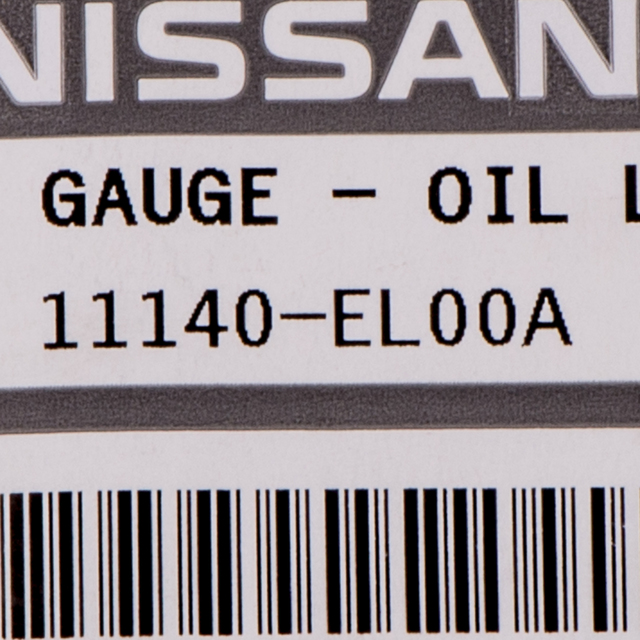 NISSAN
GAUGE - OIL L
11140-EL00A